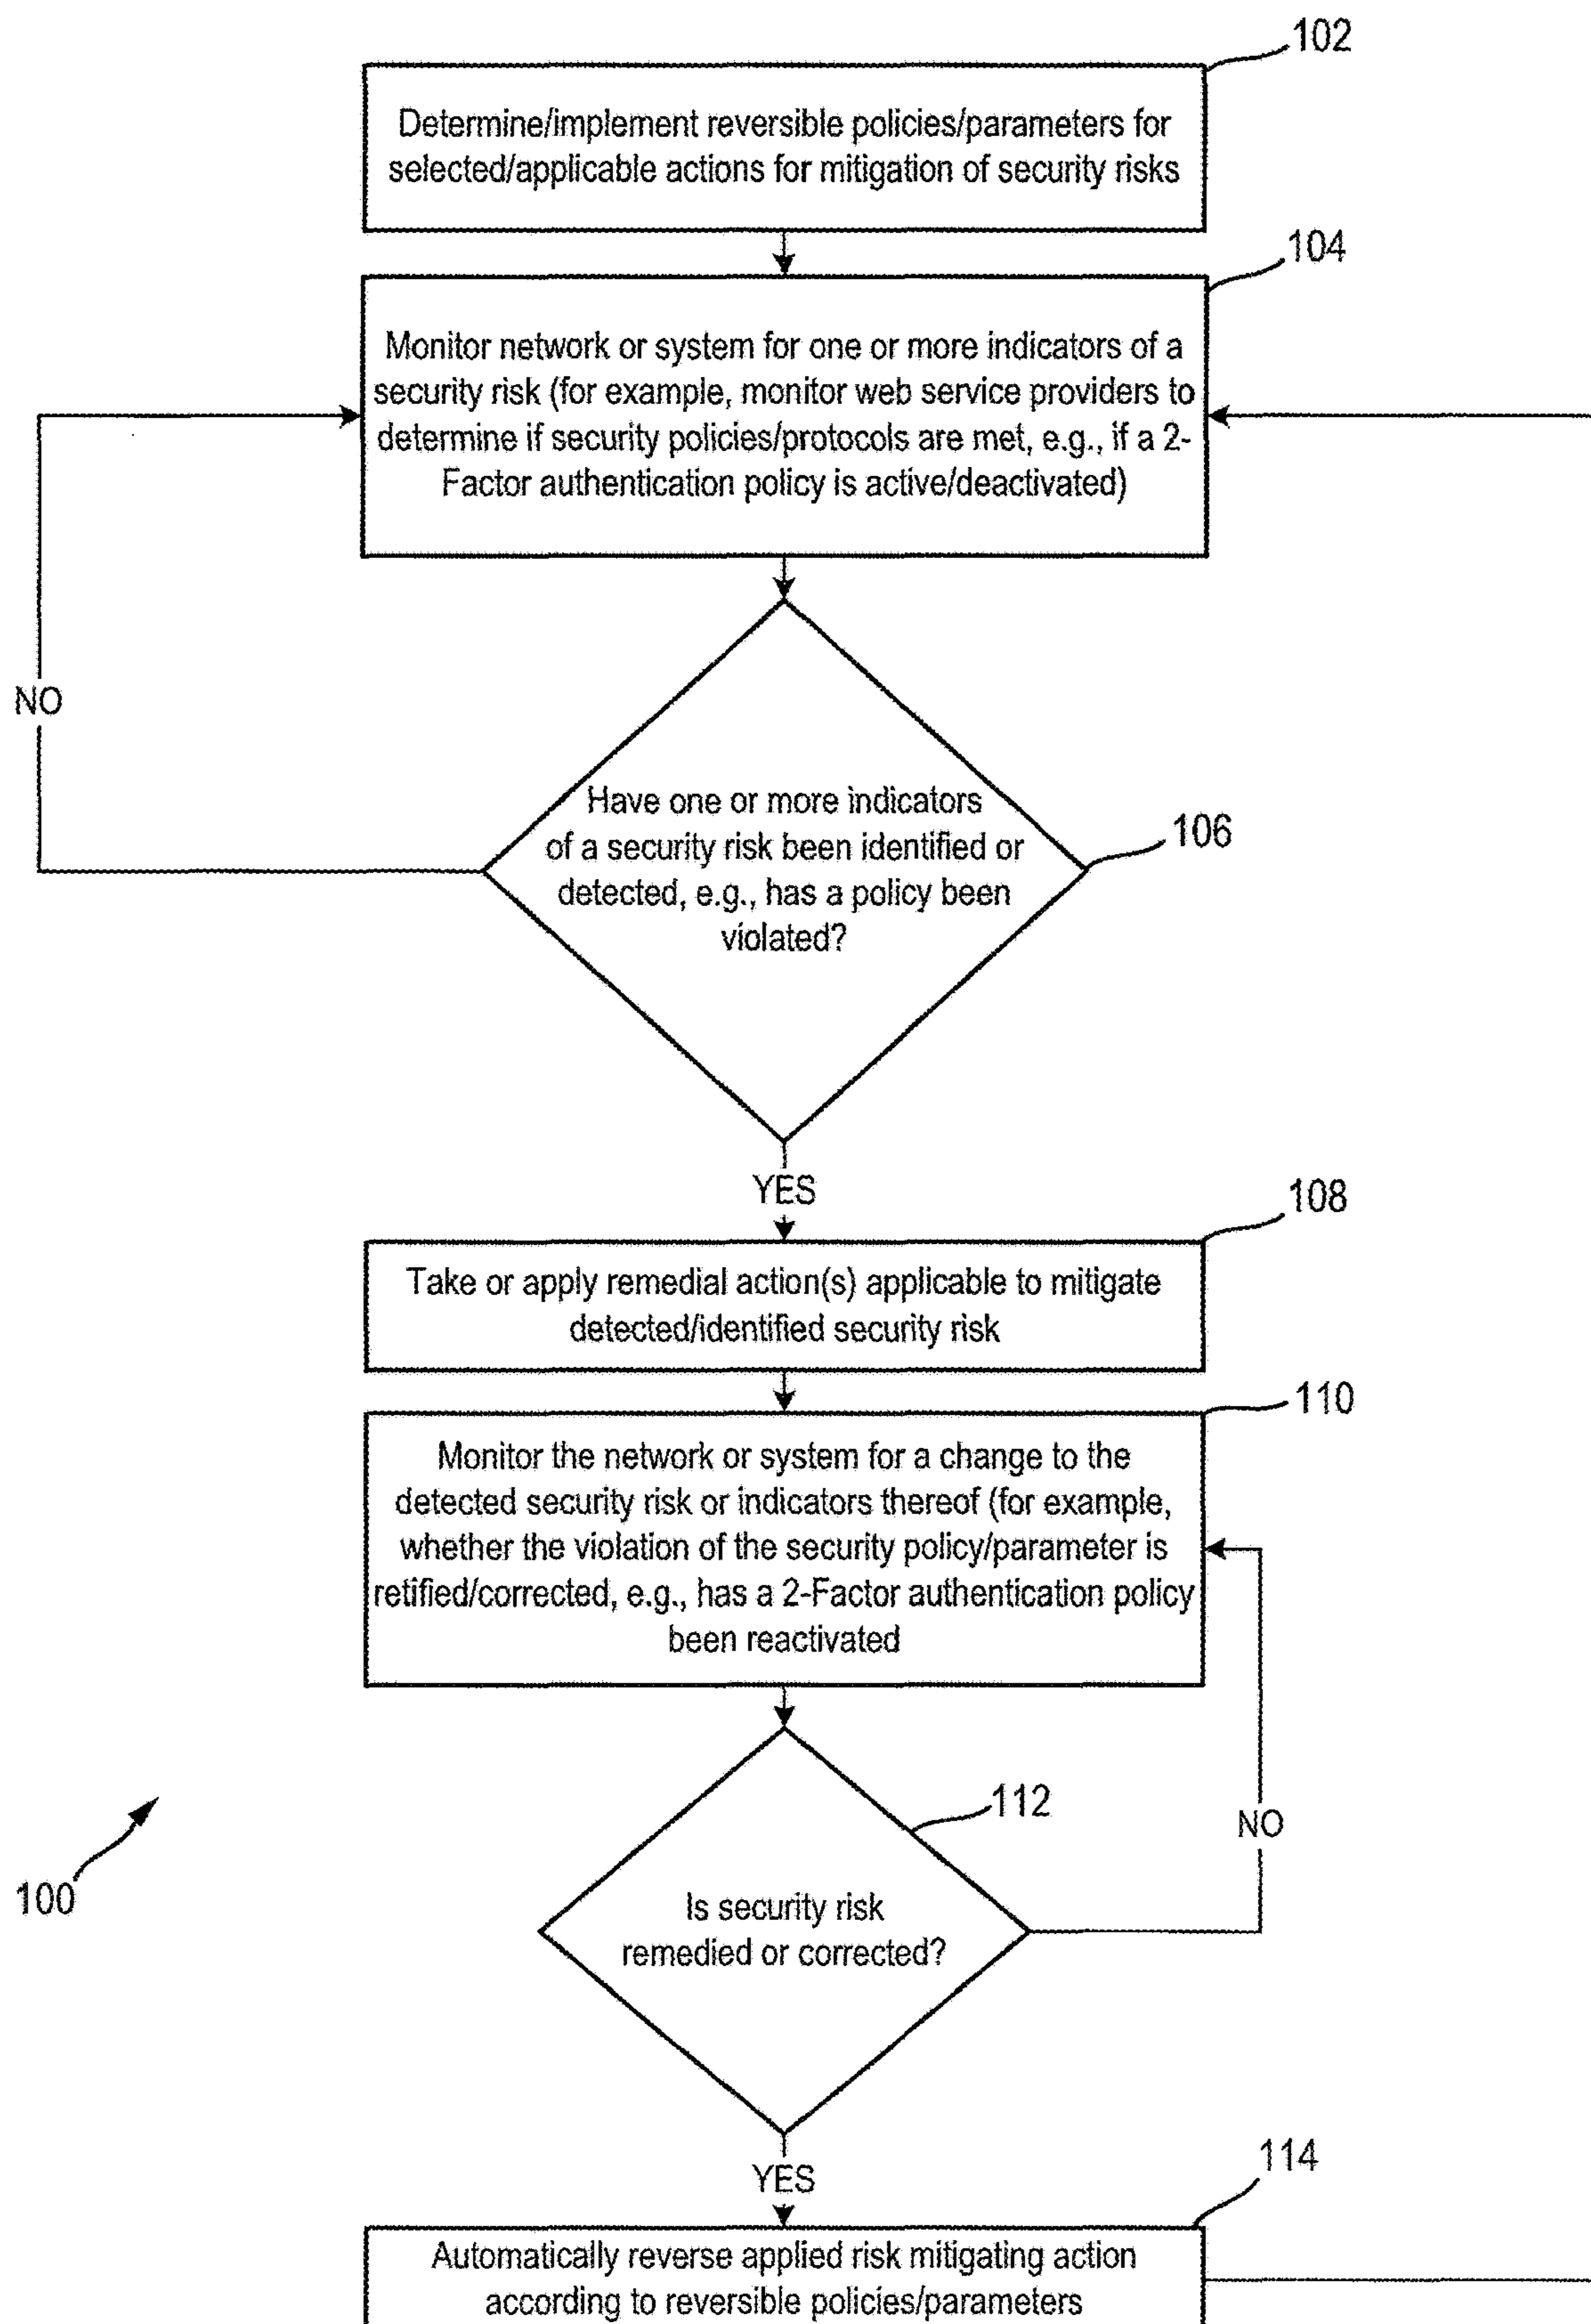 102
Determine/implement reversible policies/parameters for
selected/applicable actions for mitigation of security risks
104
Monitor network or system for one or more indicators of a
security risk (for example, monitor web service providers to
determine if security policies/protocols are met, e.g., if a 2-
Factor authentication policy is active/deactivated)
NO
Have one or more indicators
of a security risk been identified or
detected, e.g., has a policy been
violated?
106
YES
108
Take or apply remedial action(s) applicable to mitigate
detected/identified security risk
110
Monitor the network or system for a change to the
detected security risk or indicators thereof (for example,
whether the violation of the security policy/parameter is
retified/corrected, e.g., has a 2-Factor authentication policy
been reactivated
112
NO
100
Is security risk
remedied or corrected?
YES
114
Automatically reverse applied risk mitigating action
according to reversible policies/parameters